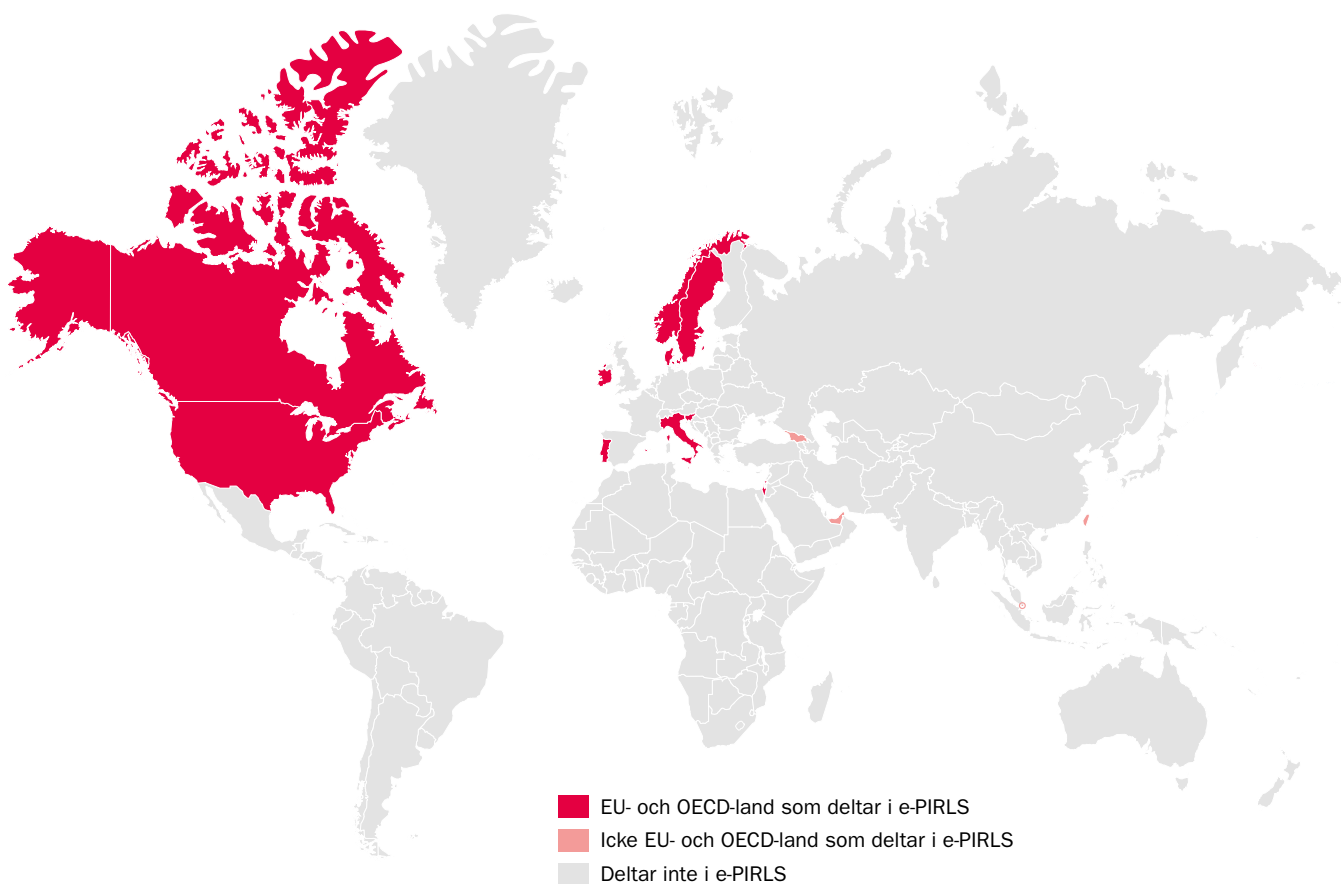 EU- och OECD-land som deltar i e-PIRLS
Icke EU- och OECD-land som deltar i e-PIRLS
Deltar inte i e-PIRLS